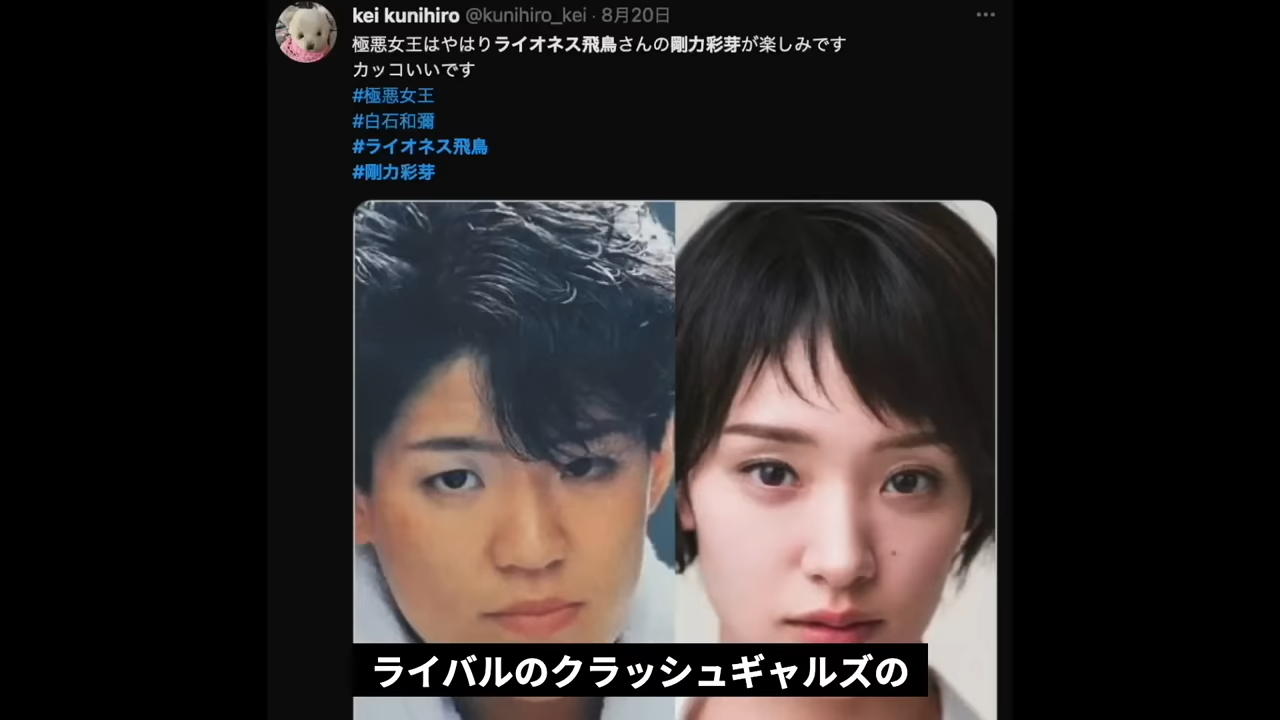 kei kunihiro @kunihiro_kei · 8月20日
極悪女王はやはりライオネス飛鳥さんの剛力彩芽が楽しみです
カッコいいです
#極悪女王
#白石和彌
#ライオネス飛鳥
#剛力彩芽
ライバルのクラッシュギャルズの